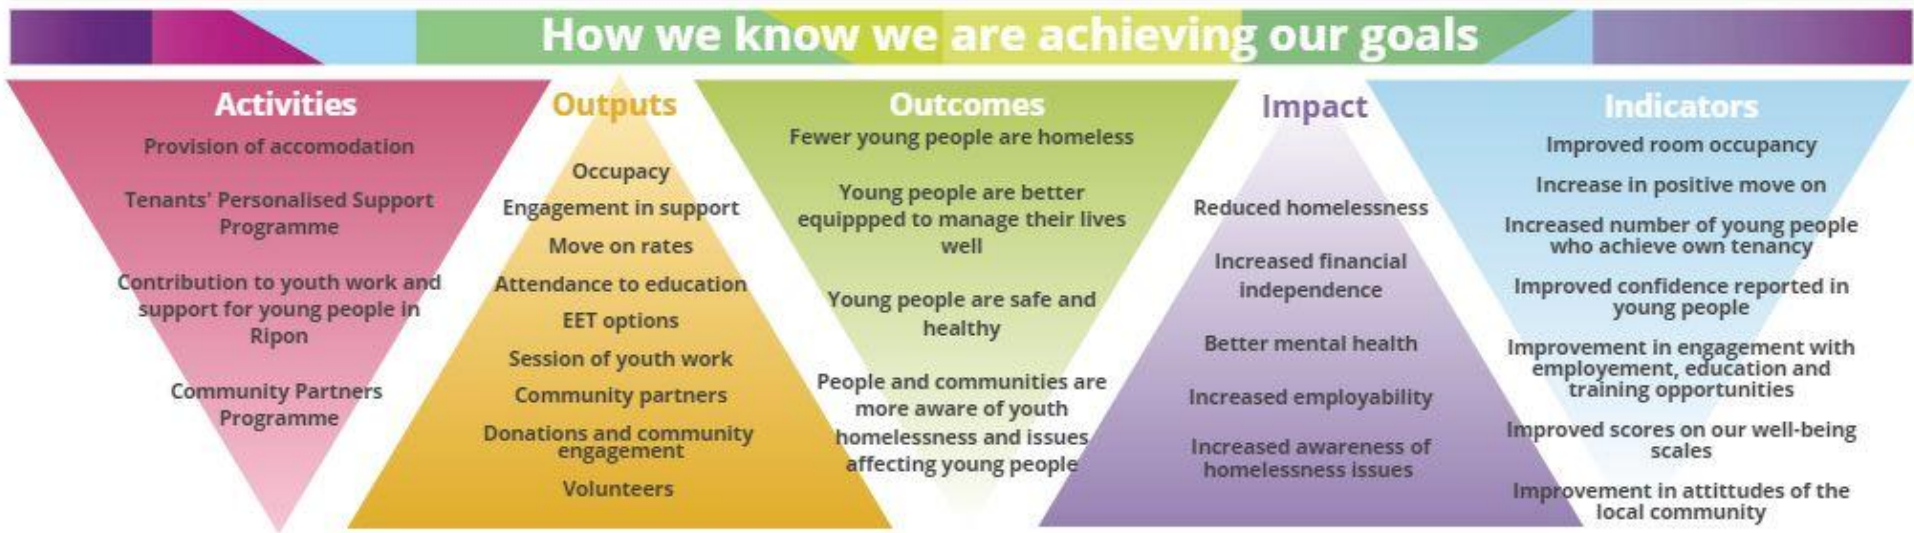 How we know we are achieving our goals
Activities
Provision of accomodation
Tenants' Personalised Support
Programme
Contribution to youth work and
support for young people in
Ripon
Community Partners
Programme
Outputs
Occupacy
Engagement in support
Move on rates
Attendance to education
EET options
Session of youth work
Community partners
Donations and community
engagement
Volunteers
Outcomes
Fewer young people are homeless
Young people are better
equippped to manage their lives
well
Young people are safe and
healthy
People and communities are
more aware of youth
homelessness and issues
affecting young people
Impact
Reduced homelessness
Increased financial
independence
Better mental health
Increased employability
Increased awareness of
homelessness issues
Indicators
Improved room occupancy
Increase in positive move on
Increased number of young people
who achieve own tenancy
Improved confidence reported in
young people
Improvement in engagement with
employement, education and
training opportunities
Improved scores on our well-being
scales
Improvement in attittudes of the
local community